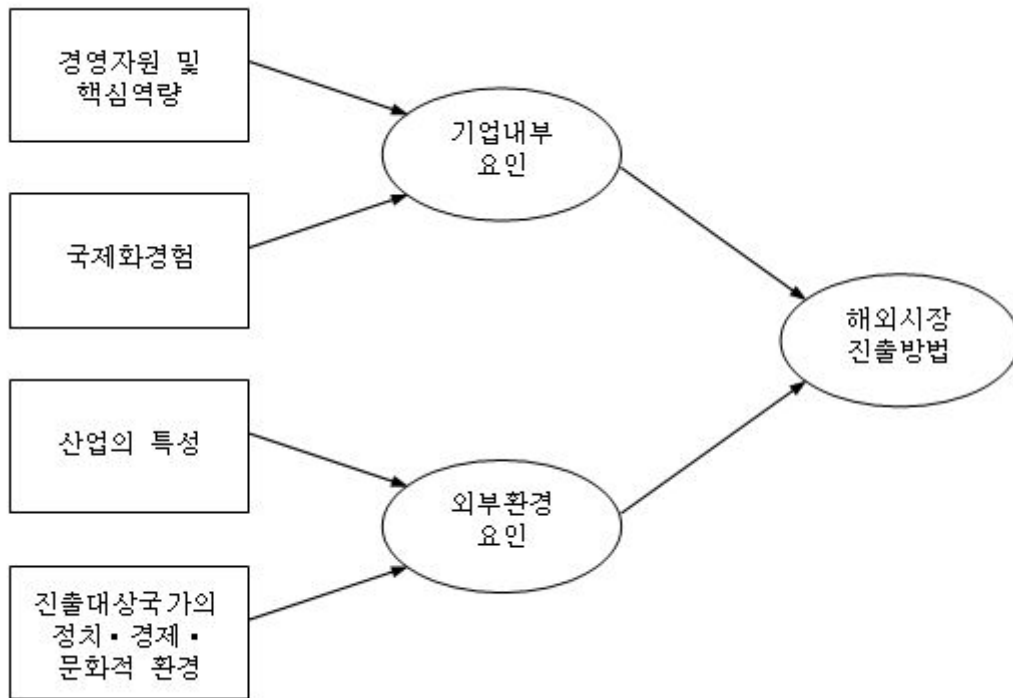 경영자원 및
핵심역량
기업내부
요인
국제화경험
해외시장
진출방법
산업의 특성
외부환경
요인
진출대상국가의
정치·경제·
문화적 환경